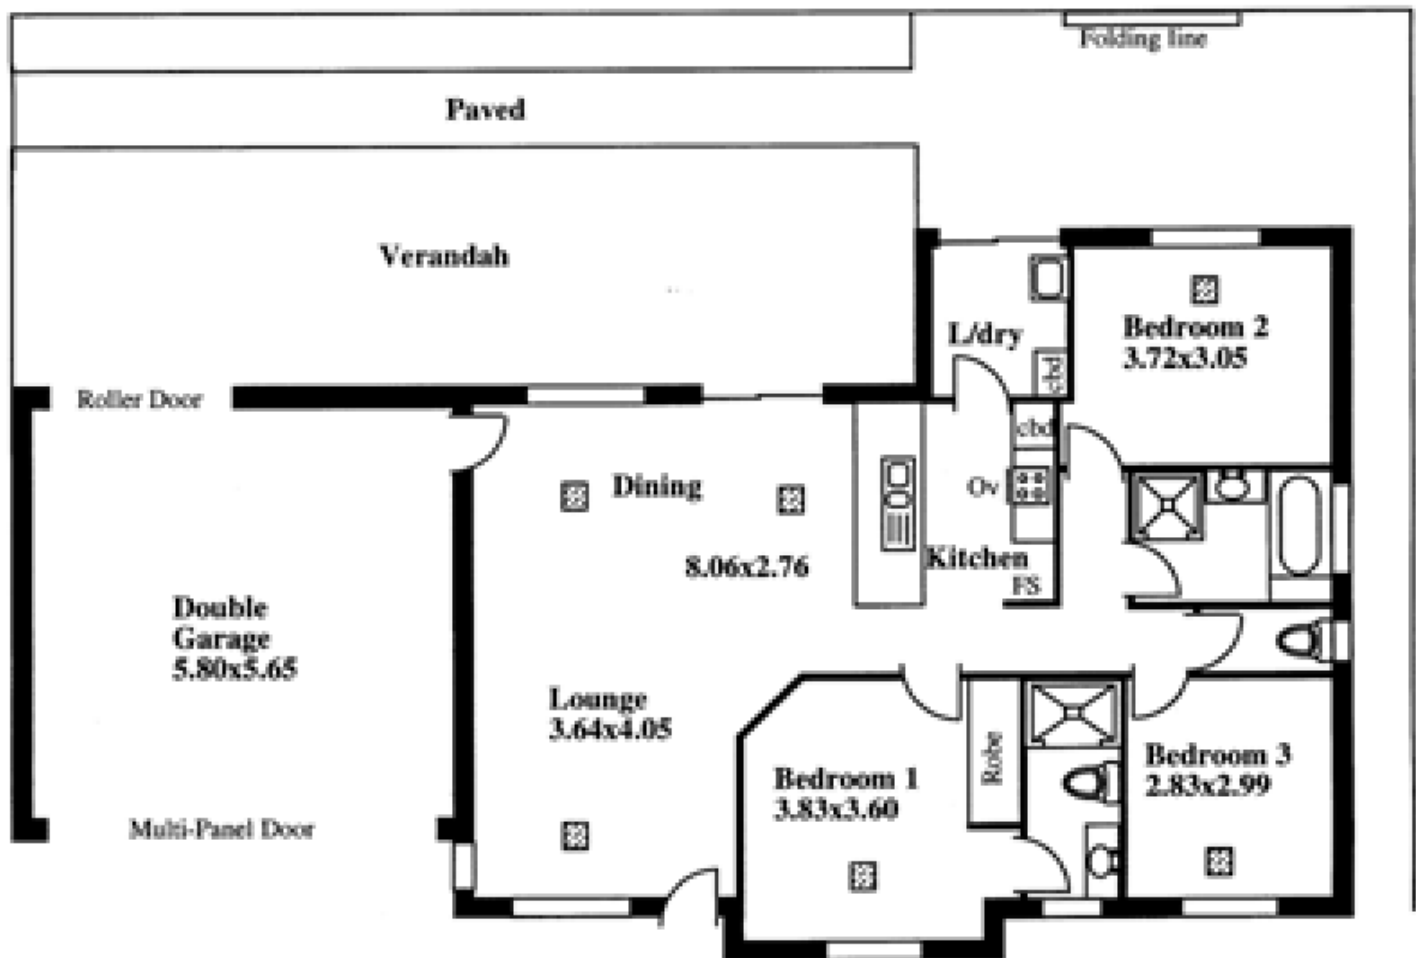 Folding line
Paved
Verandah
L/dry
Bedroom 2
3.72x3.05
cbd
Roller Door
cbd
Dining
Ov
Kitchen
8.06x2.76
FS
Double
Garage
5.80x5.65
Lounge
3.64x4.05
Robe
Bedroom 1
3.83x3.60
Bedroom 3
2.83x2.99
Multi-Panel Door